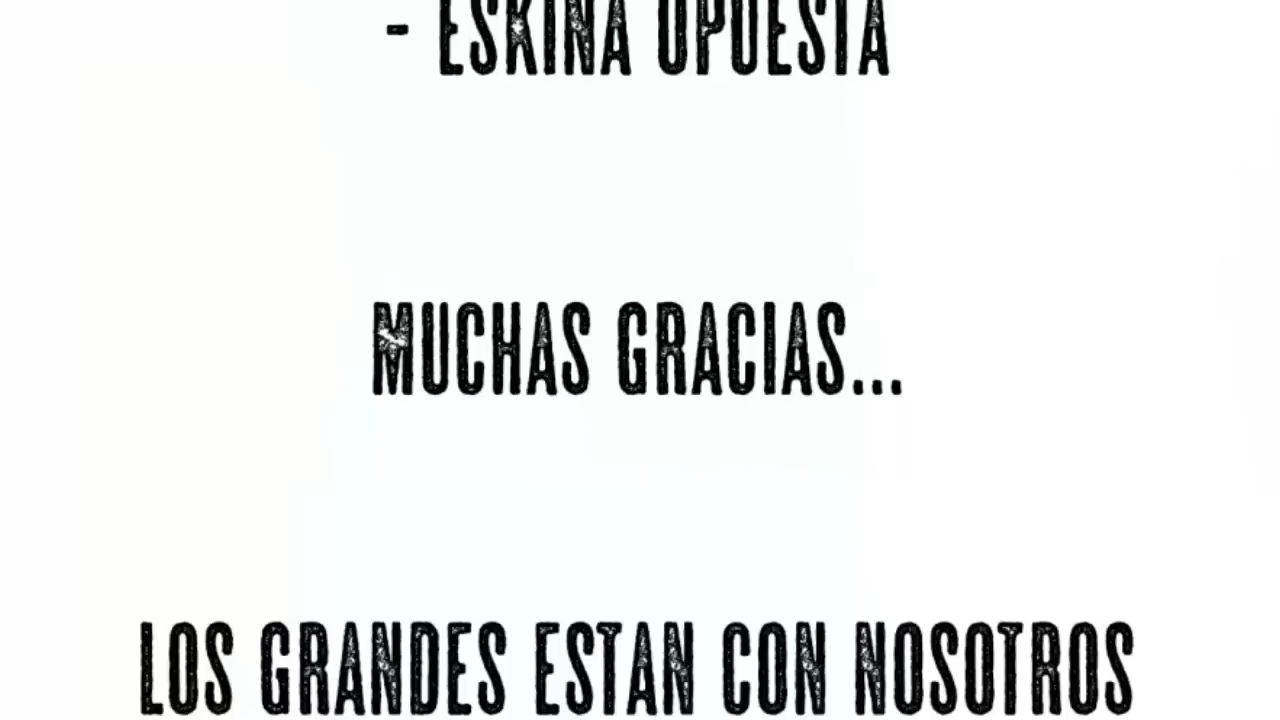 - ESKINA OPUESTA
MUCHAS GRACIAS...
LOS GRANDES ESTAN CON NOSOTROS